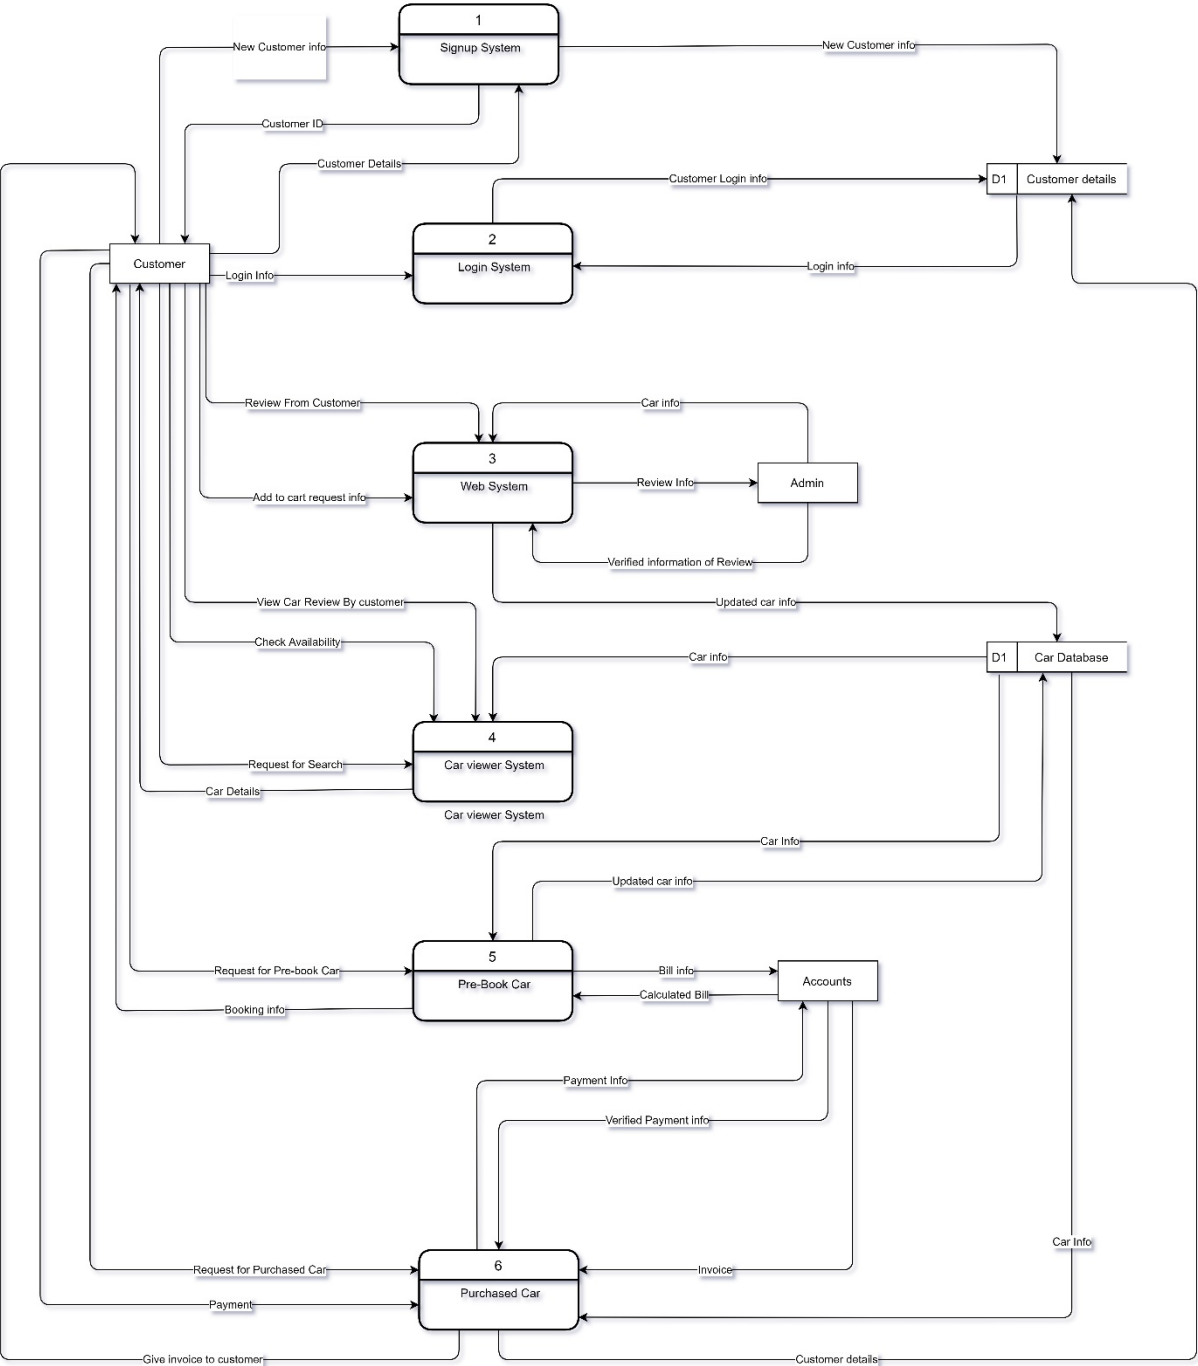 1
Signup System
New Customer info
New Customer info
Customer ID
Customer Details
Customer Login info
D1
Customer details
2
Login System
Customer
Login Info
Login info
Review From Customer
Car info
3
Web System
Review Info
Admin
Add to cart request info
Verified information of Review
View Car Review By customer
Updated car info
Check Availability
Car info
D1
Car Database
4
Car viewer System
Request for Search
Car Details
Car viewer System
Car Info
Updated car info
5
Pre-Book Car
Request for Pre-book Car
Bill info
Accounts
Calculated Bill
Booking info
Payment Info
Verified Payment info
Car Info
6
Purchased Car
Request for Purchased Car
Invoice
Payment
Give invoice to customer
Customer details